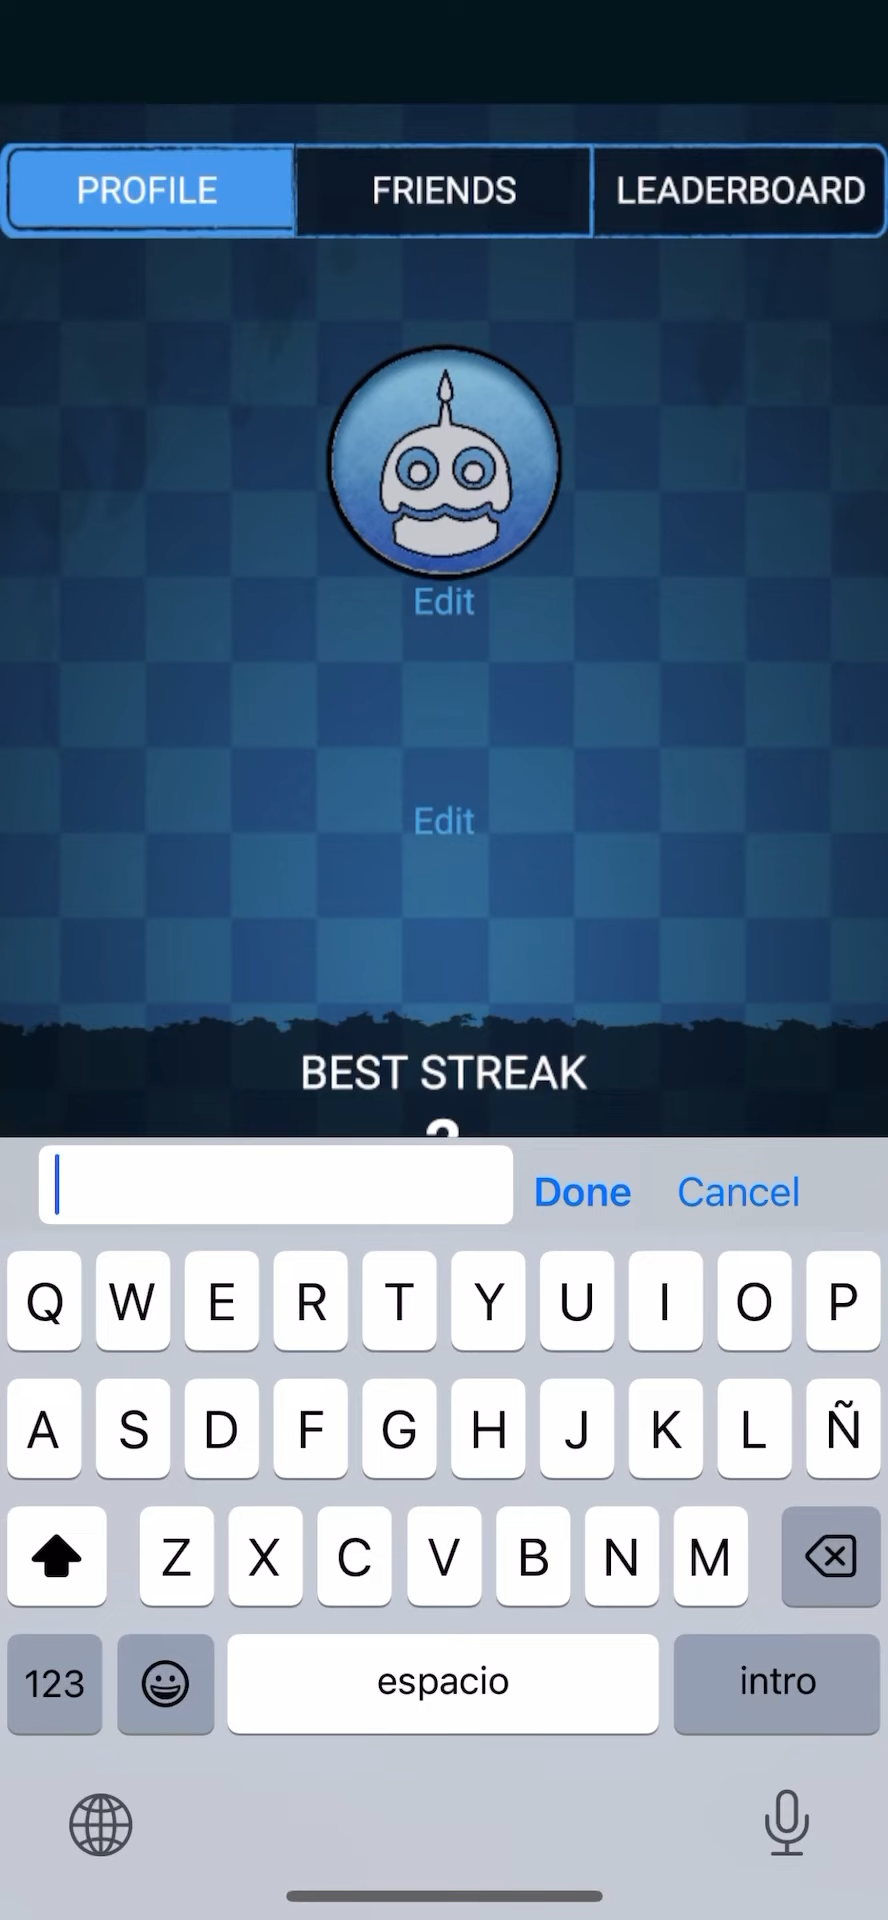 PROFILE FRIENDS LEADERBOARD
Edit
Edit
BEST STREAK
Done Cancel
Q W E R T Y U I O P
A S D F G H J K L Ñ
Z X C V B N M
123 espacio intro